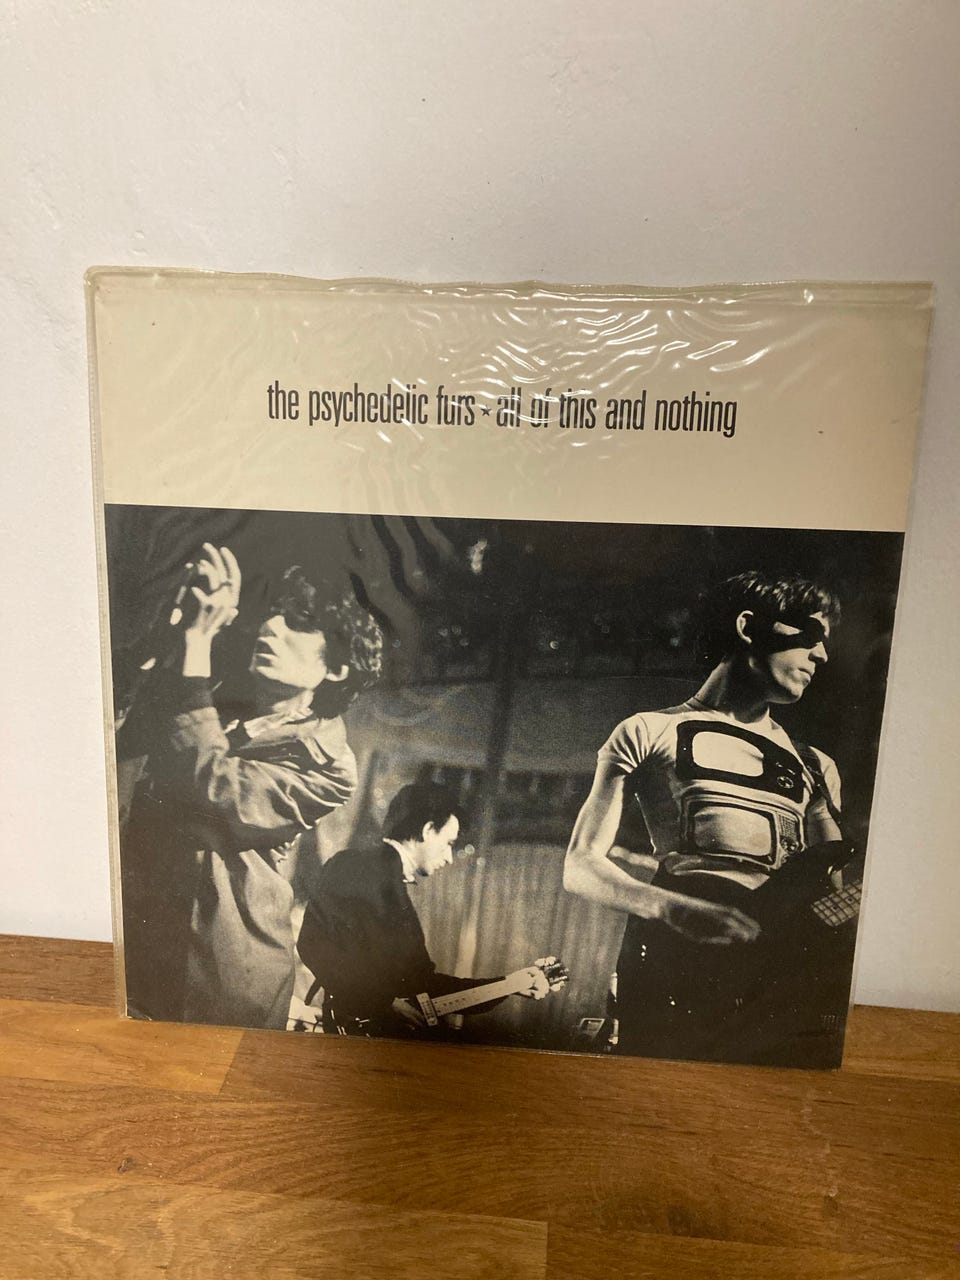 the psychedelic furs ★ all of this and nothing